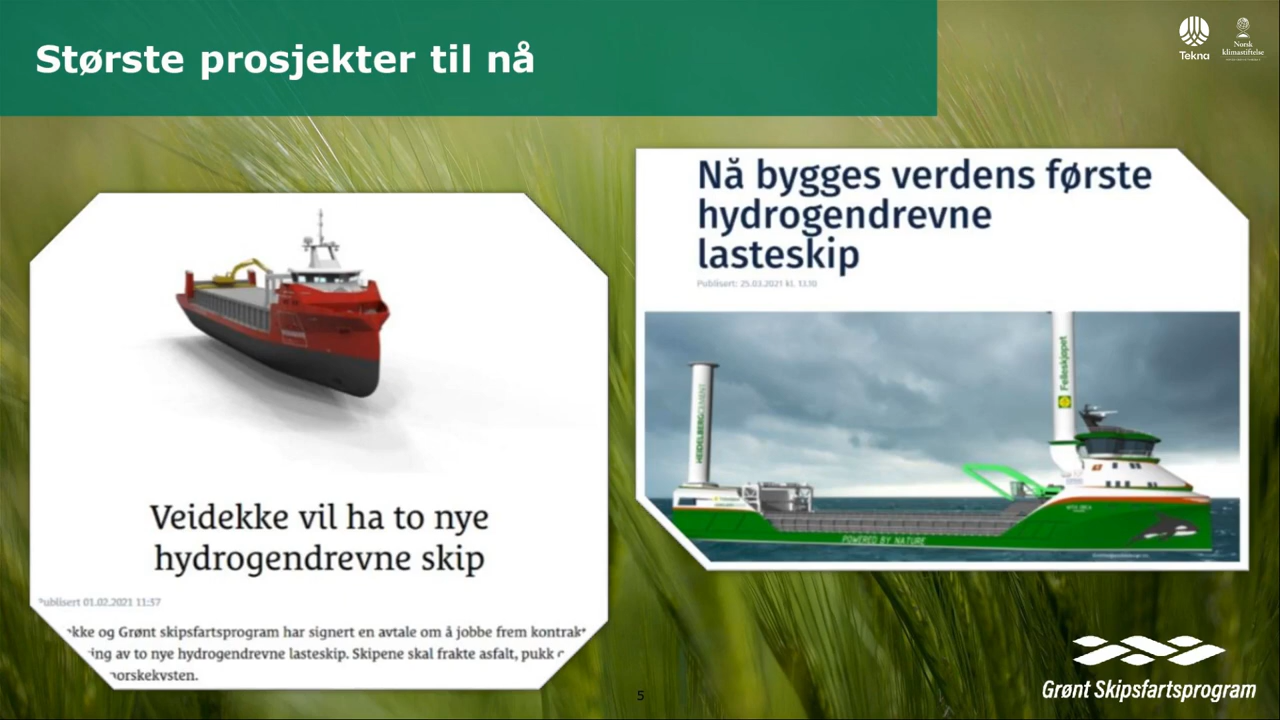 Største prosjekter til nå
Tekna
Norsk
klimastiftelse
Nå bygges verdens første
hydrogendrevne
lasteskip
Publisert: 25.03.2021 kl. 13.10
HEIDELBERGCEMENT
Felleskjøpet
POWERED BY NATURE
Veidekke vil ha to nye
hydrogendrevne skip
Publisert 01.02.2021 11:57
kke og Grønt skipsfartsprogram har signert en avtale om å jobbe frem kontrakt
ing av to nye hydrogendrevne lasteskip. Skipene skal frakte asfalt, pukk o
norskekysten.
5
Grønt Skipsfartsprogram